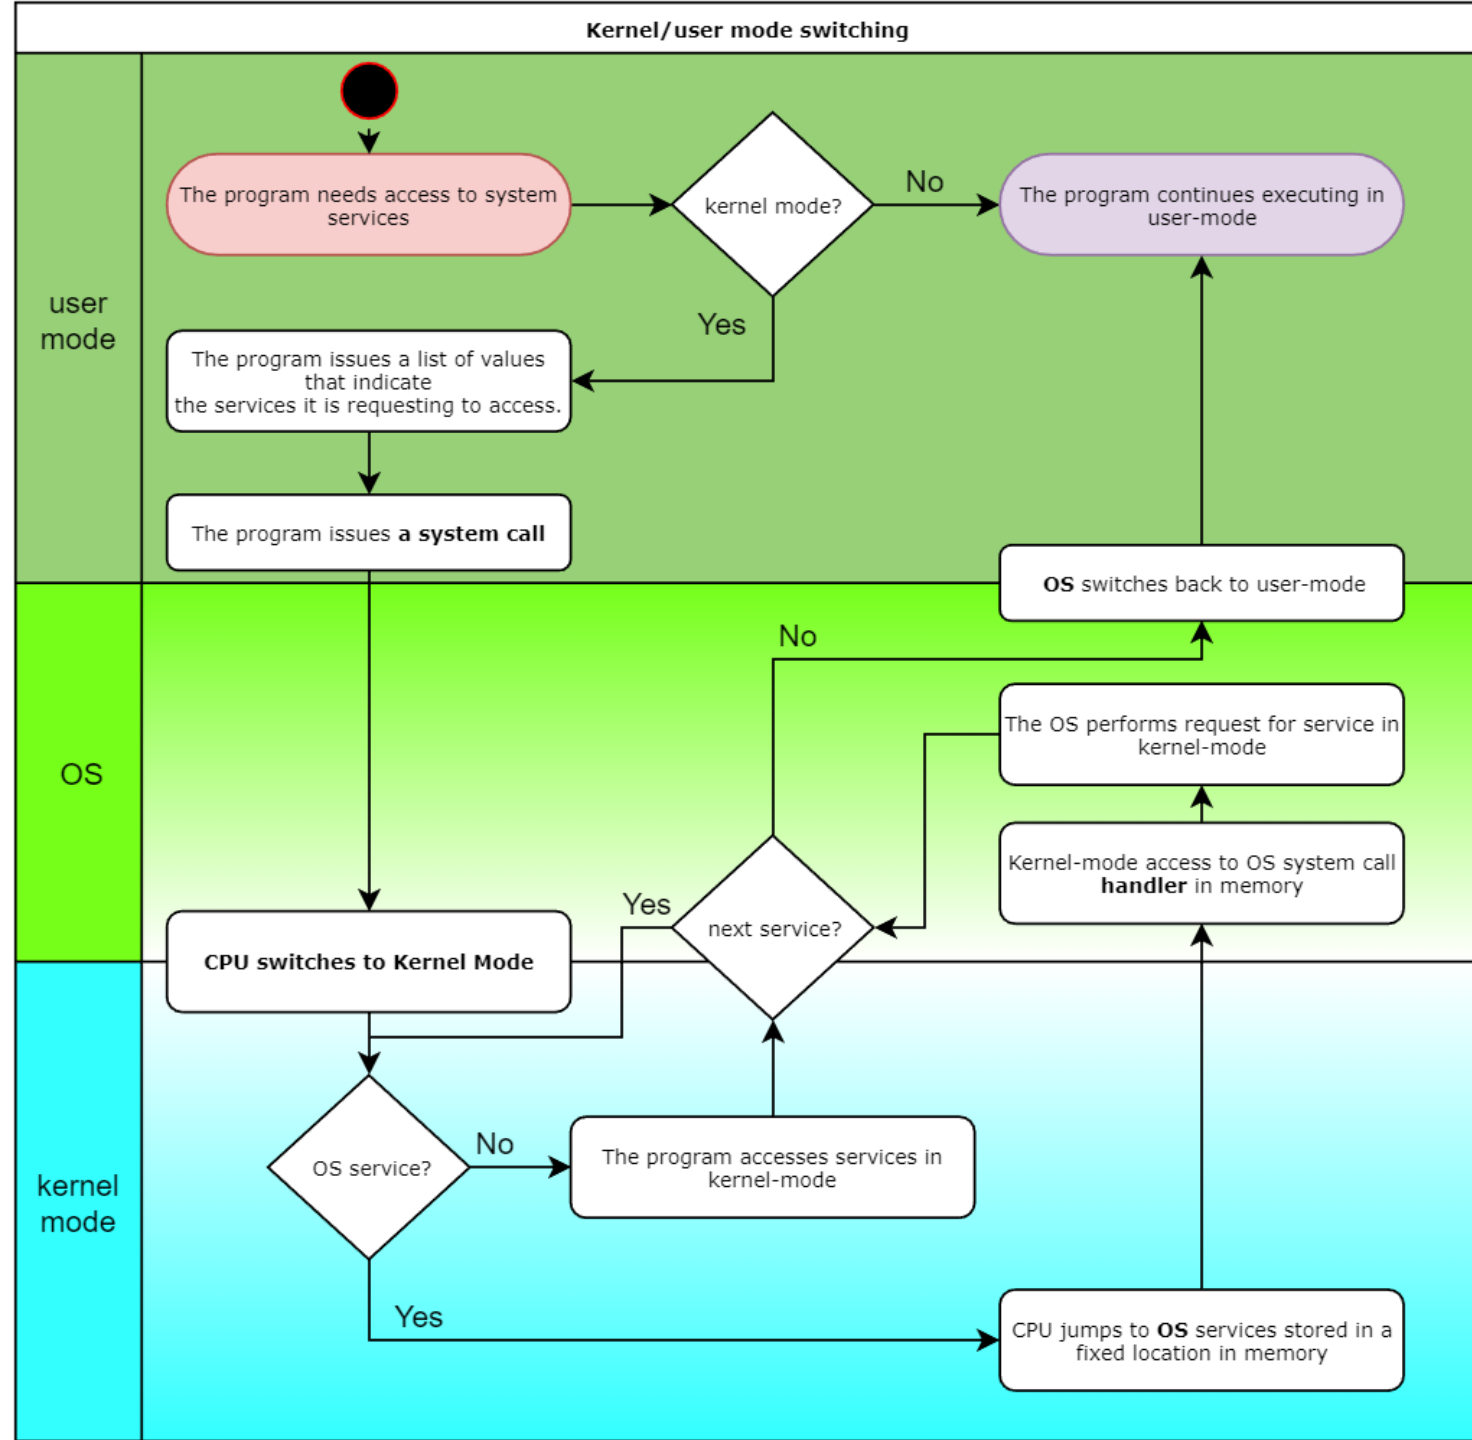 Kernel/user mode switching
user
mode
The program needs access to system
services
kernel mode?
No
The program continues executing in
user-mode
Yes
The program issues a list of values
that indicate
the services it is requesting to access.
The program issues a system call
OS
OS switches back to user-mode
No
The OS performs request for service in
kernel-mode
Kernel-mode access to OS system call
handler in memory
Yes
next service?
CPU switches to Kernel Mode
kernel
mode
OS service?
No
The program accesses services in
kernel-mode
Yes
CPU jumps to OS services stored in a
fixed location in memory